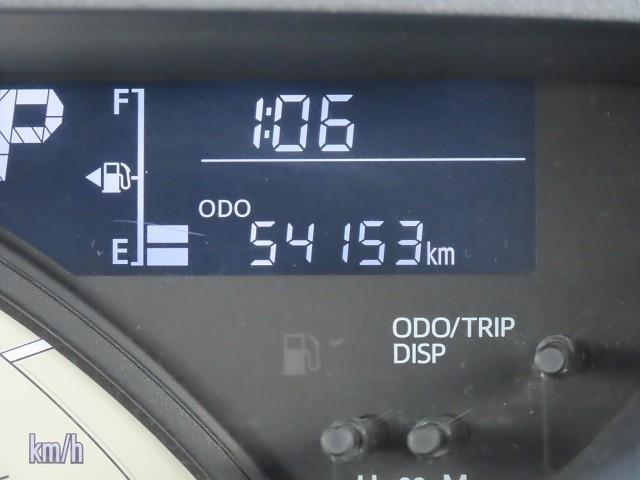 P
F
1:06
ODO
E
54153km
ODO/TRIP
DISP
km/h